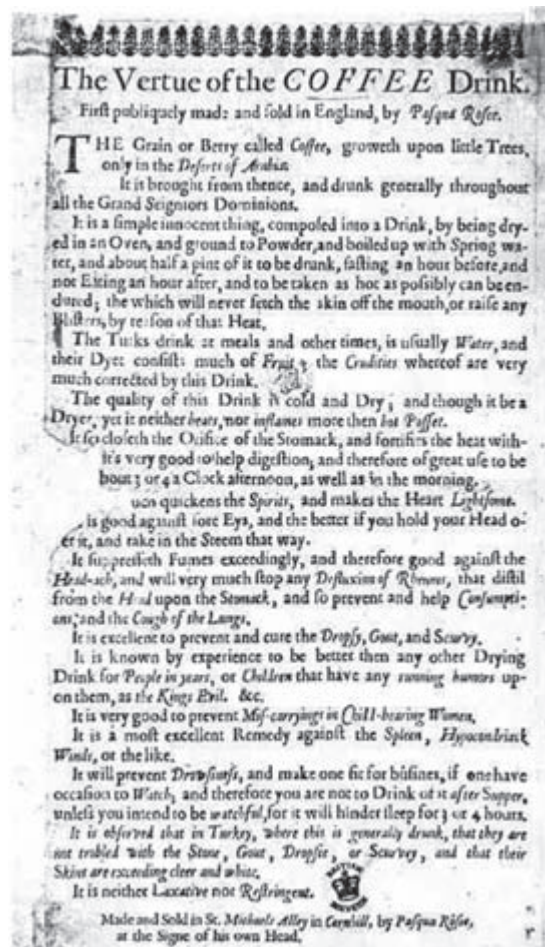 The Vertue of the COFFEE Drink.
First publiquely made and sold in England, by Pasqua Rosee.
THE Grain or Berry called Coffee, groweth upon little Trees,
only in the Deserts of Arabia.
It is brought from thence, and drunk generally throughout
all the Grand Seigniors Dominions.
It is a simple innocent thing, composed into a Drink, by being dry-
ed in an Oven, and ground to Powder, and boiled up with Spring wa-
ter, and about half a pint of it to be drunk, fasting an hour before, and
not Eating an hour after, and to be taken as hot as possibly can be en-
dured; the which will never fetch the skin off the mouth, or raise any
Blisters, by reason of that Heat.
The Turks drink at meals and other times, is usually Water, and
their Dyet consists much of Fruit; the Crudities whereof are very
much corrected by this Drink.
The quality of this Drink is cold and Dry; and though it be a
Dryer, yet it neither heats, nor inflames more then hot Posset.
It so closeth the Orifice of the Stomack, and fortifies the heat with-
it's very good to help digestion; and therefore of great use to be
bout 3 or 4 a Clock afternoon, as well as in the morning.
quickens the Spirits, and makes the Heart Lightsome.
is good against sore Eys, and the better if you hold your Head o-
er it, and take in the Steem that way.
It suppresseth Fumes exceedingly, and therefore good against the
Head-ach, and will very much stop any Defluxion of Rheums, that distil
from the Head upon the Stomack, and so prevent and help Consumpti-
ons; and the Cough of the Lungs.
It is excellent to prevent and cure the Dropsy, Gout, and Scurvy.
It is known by experience to be better then any other Drying
Drink for People in years, or Children that have any running humors up-
on them, as the Kings Evil. &c.
It is very good to prevent Mis-carryings in Child-bearing Women.
It is a most excellent Remedy against the Spleen, Hypocondriack
Winds, or the like.
It will prevent Drowsiness, and make one fit for busines, if one have
occasion to Watch; and therefore you are not to Drink of it after Supper,
unless you intend to be watchful, for it will hinder sleep for 3 or 4 hours.
It is observed that in Turkey, where this is generally drunk, that they are
not trobled with the Stone, Gout, Dropsie, or Scurvey, and that their
Skins are exceeding cleer and white.
It is neither Laxative nor Restringent.
Made and Sold in St. Michaels Alley in Cornhill, by Pasqua Rosee,
at the Signe of his own Head.